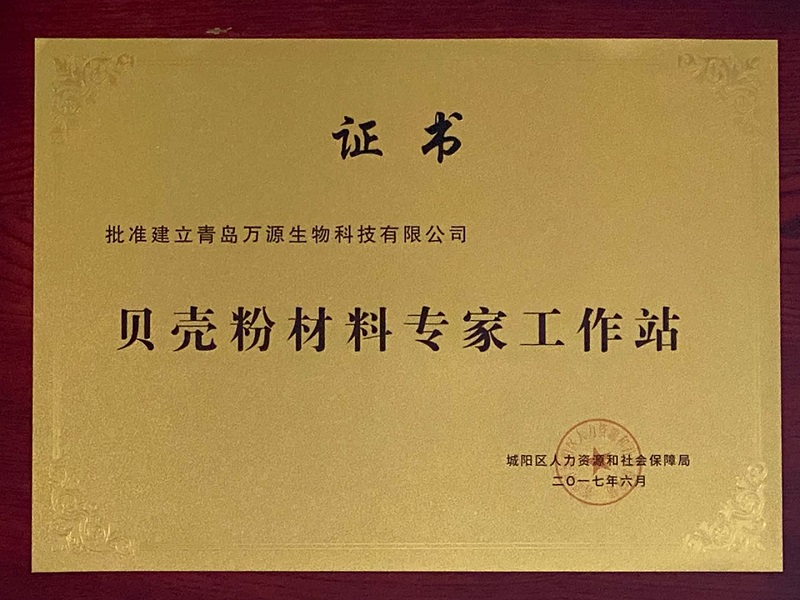 证书
批准建立青岛万源生物科技有限公司
贝壳粉材料专家工作站
城阳区人力资源和社会保障局
二〇一七年六月